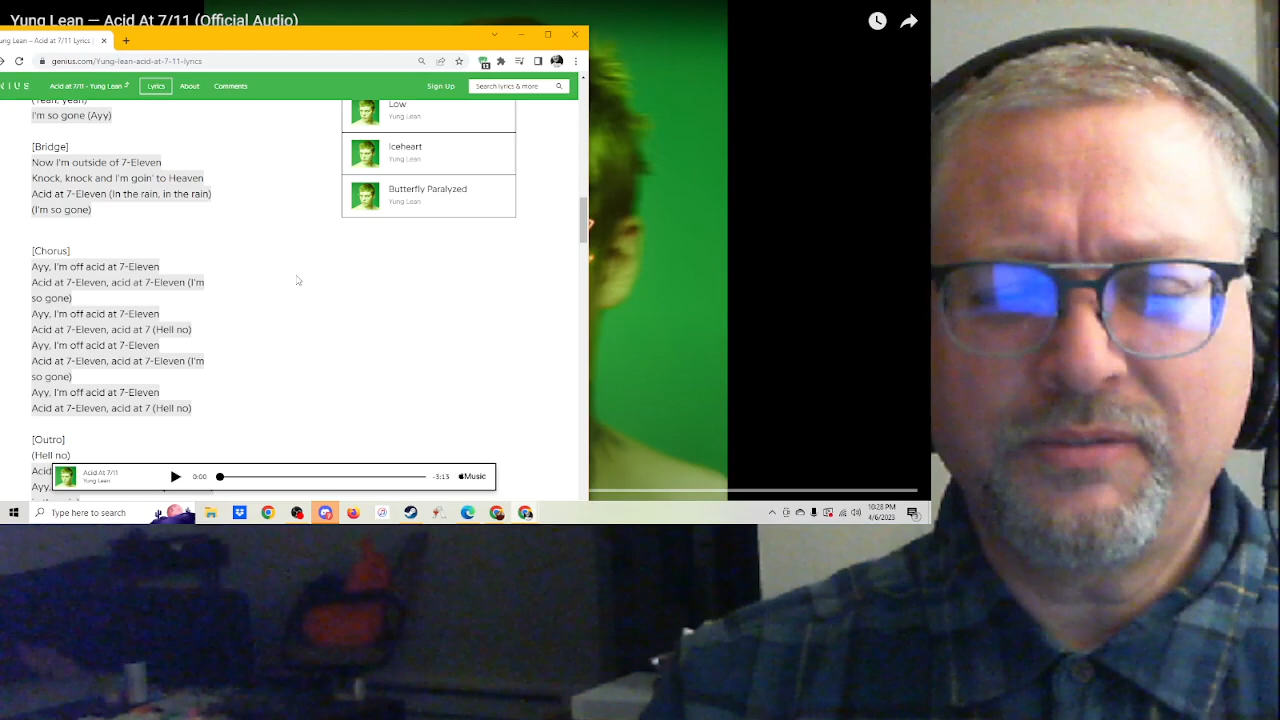 Yung Lean — Acid At 7/11 (Official Audio)
ung Lean – Acid at 7/11 Lyrics
genius.com/Yung-lean-acid-at-7-11-lyrics
NIUS
Acid at 7/11 - Yung Lean
Lyrics
About
Comments
Sign Up
Search lyrics & more
(Yeah, yeah)
I'm so gone (Ayy)
[Bridge]
Now I'm outside of 7-Eleven
Knock, knock and I'm goin' to Heaven
Acid at 7-Eleven (In the rain, in the rain)
(I'm so gone)
[Chorus]
Ayy, I'm off acid at 7-Eleven
Acid at 7-Eleven, acid at 7-Eleven (I'm
so gone)
Ayy, I'm off acid at 7-Eleven
Acid at 7-Eleven, acid at 7 (Hell no)
Ayy, I'm off acid at 7-Eleven
Acid at 7-Eleven, acid at 7-Eleven (I'm
so gone)
Ayy, I'm off acid at 7-Eleven
Acid at 7-Eleven, acid at 7 (Hell no)
[Outro]
(Hell no)
Acid
Ayy,
Low
Yung Lean
Iceheart
Yung Lean
Butterfly Paralyzed
Yung Lean
Acid At 7/11
Yung Lean
0:00
-3:13
Music
Type here to search
10:28 PM
4/6/2023